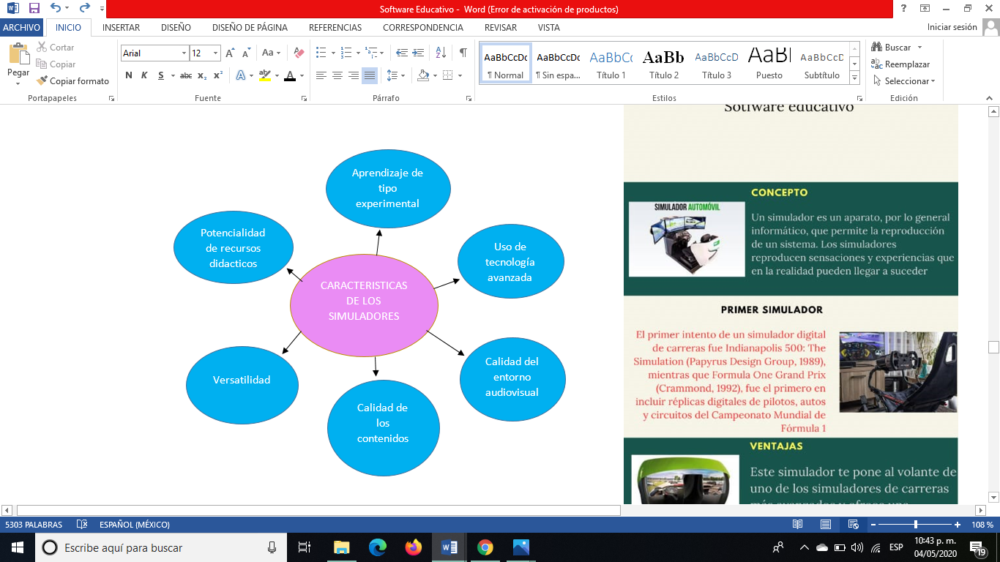 Software Educativo - Word (Error de activación de productos)
ARCHIVO INICIO INSERTAR DISEÑO DISEÑO DE PÁGINA REFERENCIAS CORRESPONDENCIA REVISAR VISTA
Iniciar sesión
Pegar
Cortar
Copiar
Copiar formato
Portapapeles
Arial 12
Aa
N K S abc x₂ x²
Fuente
Párrafo
AaBbCcDc
¶ Normal
AaBbCcDc
¶ Sin espa...
AaBbCc
Título 1
AaBb
Título 2
AaBbCcD
Título 3
AaBl
Puesto
AaBbCcD
Subtítulo
Estilos
Buscar
Reemplazar
Seleccionar
Edición
Aprendizaje de
tipo
experimental
Potencialidad
de recursos
didacticos
Uso de
tecnología
avanzada
CARACTERISTICAS
DE LOS
SIMULADORES
Versatilidad
Calidad del
entorno
audiovisual
Calidad de
los
contenidos
Software educativo
CONCEPTO
SIMULADOR AUTOMÓVIL
Un simulador es un aparato, por lo general
informático, que permite la reproducción
de un sistema. Los simuladores
reproducen sensaciones y experiencias que
en la realidad pueden llegar a suceder
PRIMER SIMULADOR
El primer intento de un simulador digital
de carreras fue Indianapolis 500: The
Simulation (Papyrus Design Group, 1989),
mientras que Formula One Grand Prix
(Crammond, 1992), fue el primero en
incluir réplicas digitales de pilotos, autos
y circuitos del Campeonato Mundial de
Fórmula 1
VENTAJAS
Este simulador te pone al volante de
uno de los simuladores de carreras
más avanzados y ofrece una
5303 PALABRAS ESPAÑOL (MÉXICO)
108 %
Escribe aquí para buscar
ESP
10:43 p. m.
04/05/2020
19